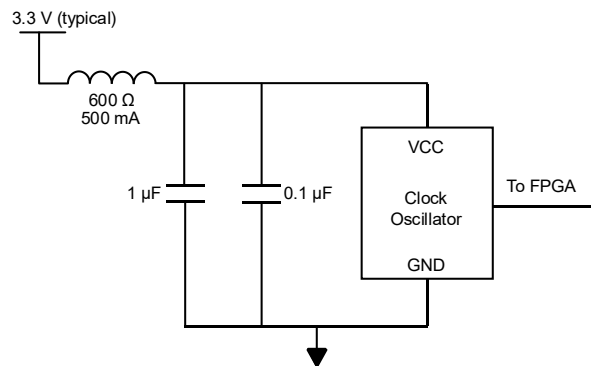 3.3 V (typical)
600 Ω
500 mA
1 µF
0.1 µF
VCC
Clock
Oscillator
GND
To FPGA